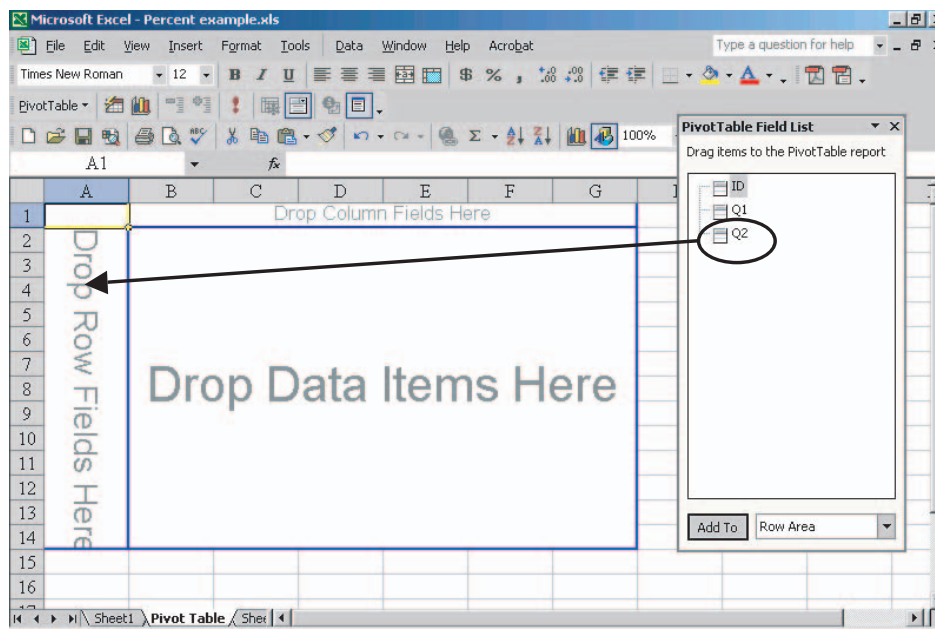 Microsoft Excel - Percent example.xls
File Edit View Insert Format Tools Data Window Help Acrobat Type a question for help
Times New Roman 12 B I U $ % ,
PivotTable
Σ 100%
A1 fx
PivotTable Field List
Drag items to the PivotTable report
ID
Q1
Q2
Add To Row Area
A B C D E F G
1 Drop Column Fields Here
2
3
4
5
6
7
8
9
10
11
12
13
14
15
16
Drop Row Fields Here
Drop Data Items Here
Sheet1 Pivot Table